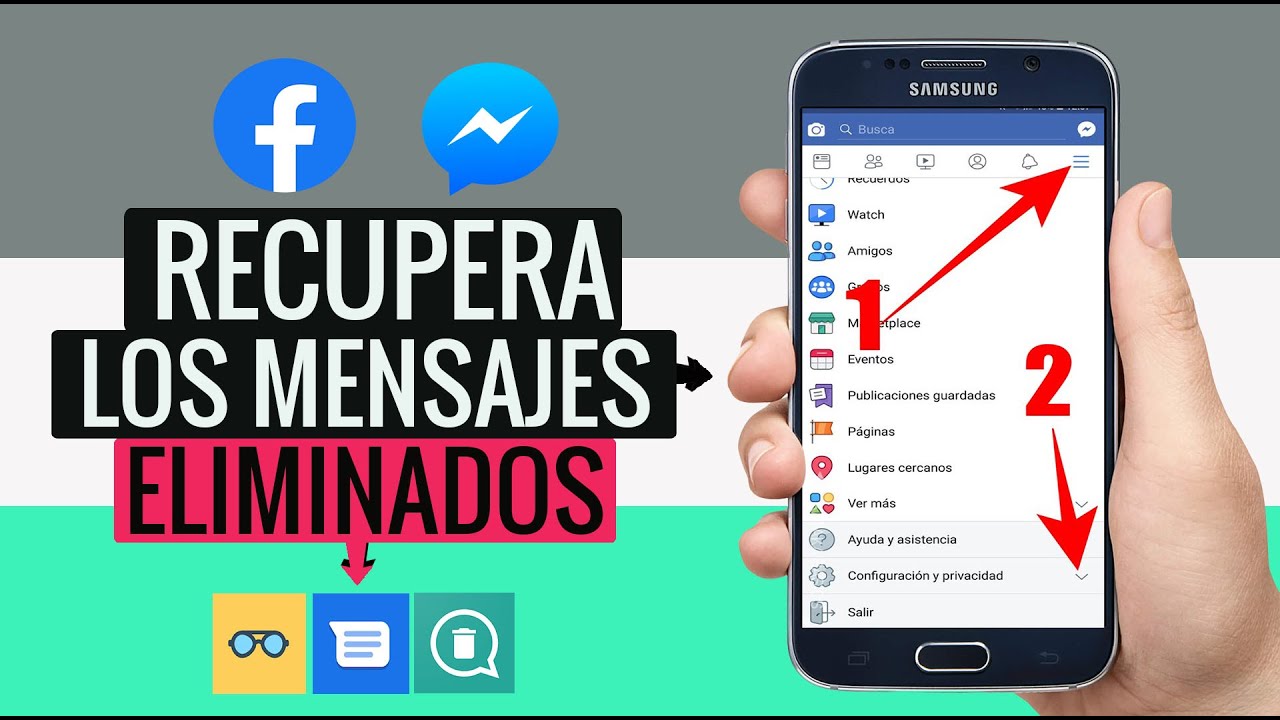 RECUPERA
LOS MENSAJES
ELIMINADOS
SAMSUNG
Busca
Recuerdos
Watch
Amigos
Grupos
1
Marketplace
Eventos
2
Publicaciones guardadas
Páginas
Lugares cercanos
Ver más
Ayuda y asistencia
Configuración y privacidad
Salir